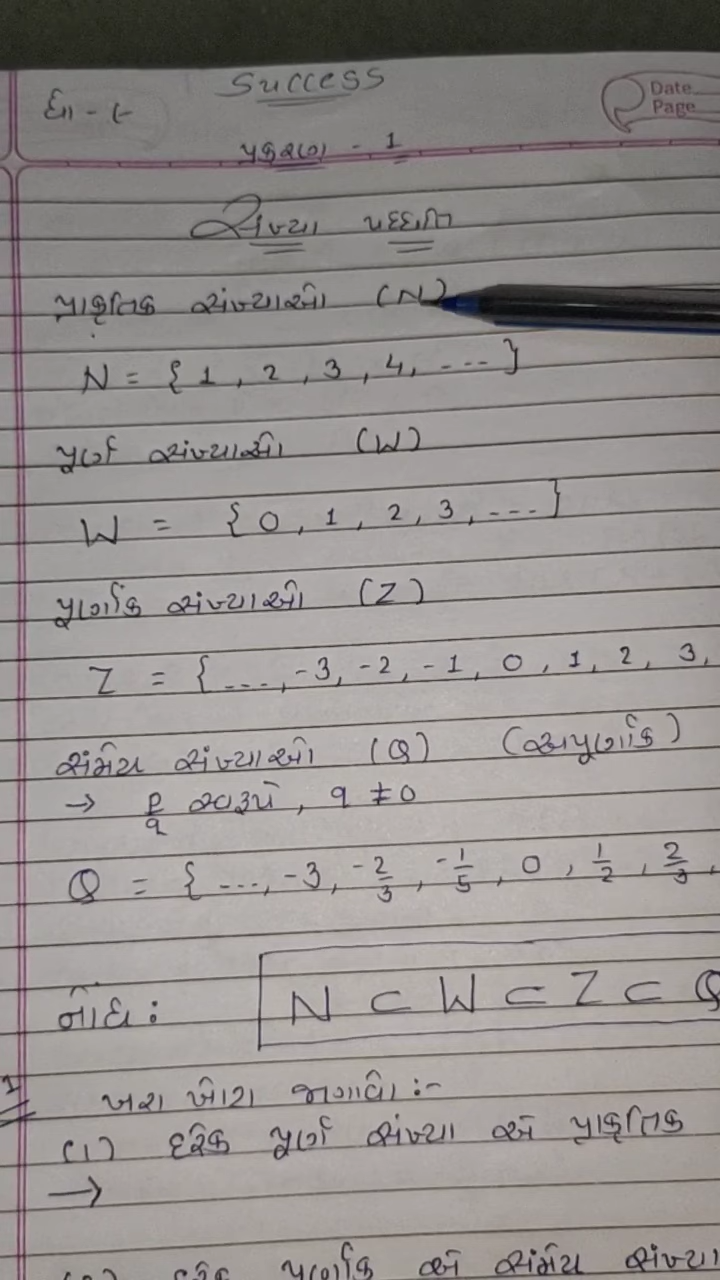 Success
ધો - ૯
Date
Page
પ્રકરણ - 1
સંખ્યા પદ્ધતિ
પ્રાકૃતિક સંખ્યાઓ (N)
N = { 1 , 2 , 3 , 4, ---- }
પૂર્ણ સંખ્યાઓ (W)
W = { 0 , 1 , 2 , 3 , --- }
પૂર્ણાંક સંખ્યાઓ (Z)
Z = { ---, -3, -2, -1, 0, 1, 2, 3,
સંમેય સંખ્યાઓ (Q) (અપૂર્ણાંક)
→ p/q સ્વરૂપે, q ≠ 0
Q = { ---, -3, -2/3, -1/5, 0, 1/2, 2/3,
નોંધ: N ⊂ W ⊂ Z ⊂ Q
1 ખરા ખોટા જણાવો :-
(1) દરેક પૂર્ણ સંખ્યા એ પ્રાકૃતિક
→
દરેક પૂર્ણાંક એ સંમેય સંખ્યા